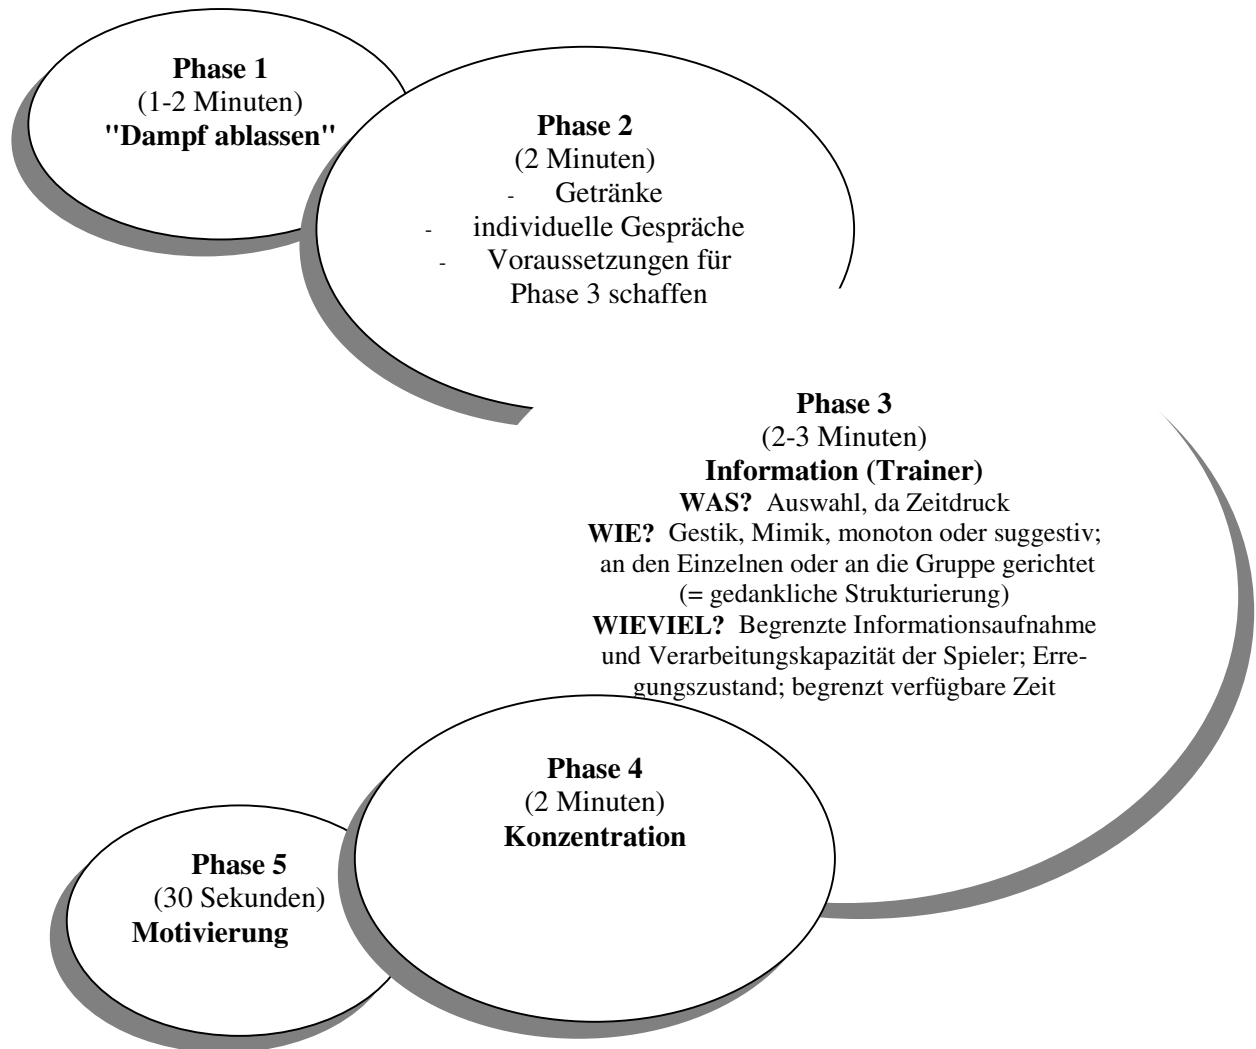 Phase 1
(1-2 Minuten)
"Dampf ablassen"
Phase 2
(2 Minuten)
- Getränke
- individuelle Gespräche
- Voraussetzungen für
Phase 3 schaffen
Phase 3
(2-3 Minuten)
Information (Trainer)
WAS? Auswahl, da Zeitdruck
WIE? Gestik, Mimik, monoton oder suggestiv;
an den Einzelnen oder an die Gruppe gerichtet
(= gedankliche Strukturierung)
WIEVIEL? Begrenzte Informationsaufnahme
und Verarbeitungskapazität der Spieler; Erre-
gungszustand; begrenzt verfügbare Zeit
Phase 4
(2 Minuten)
Konzentration
Phase 5
(30 Sekunden)
Motivierung